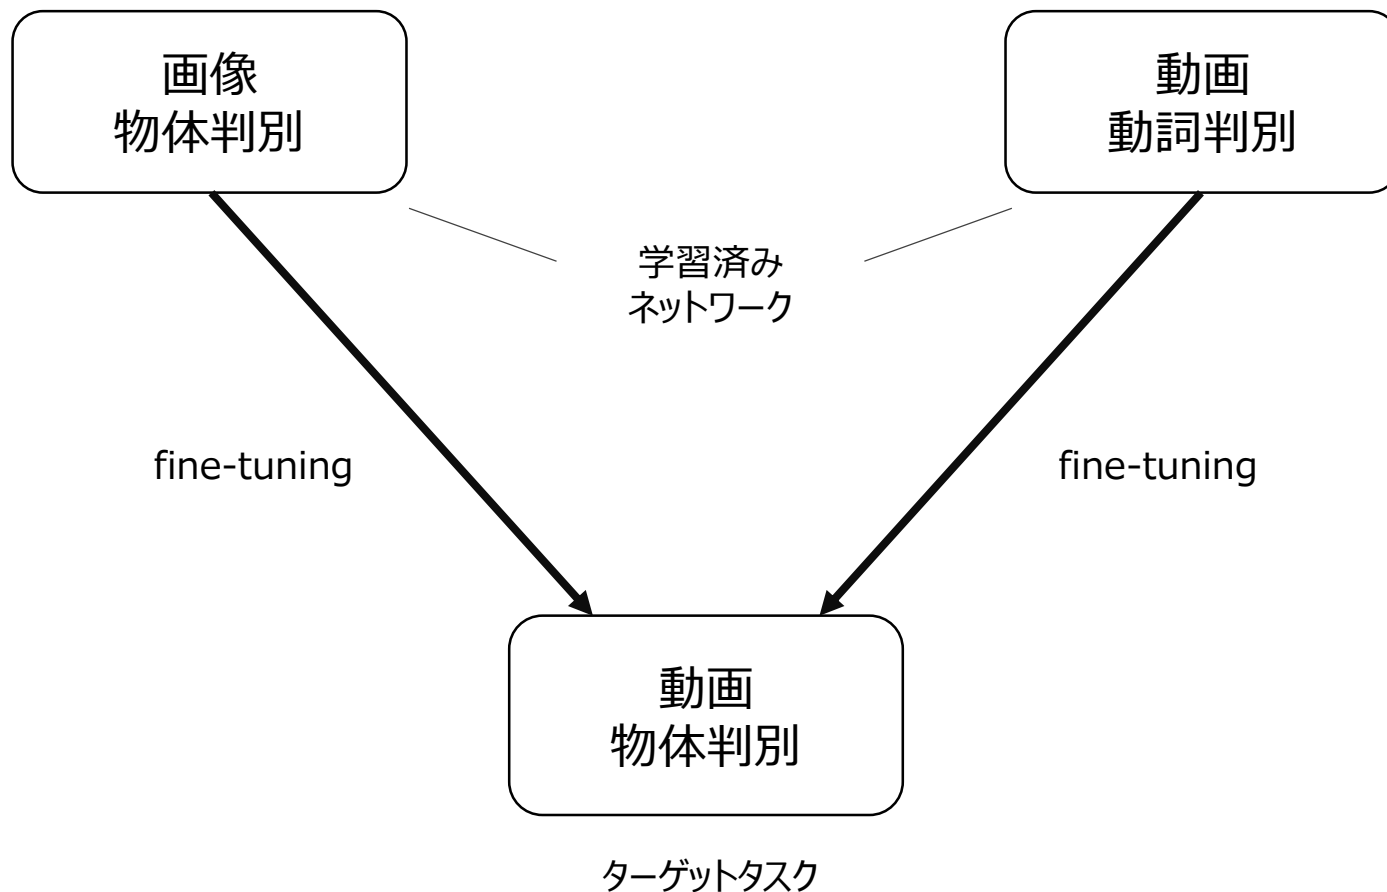 画像
物体判別
動画
動詞判別
学習済み
ネットワーク
fine-tuning
fine-tuning
動画
物体判別
ターゲットタスク